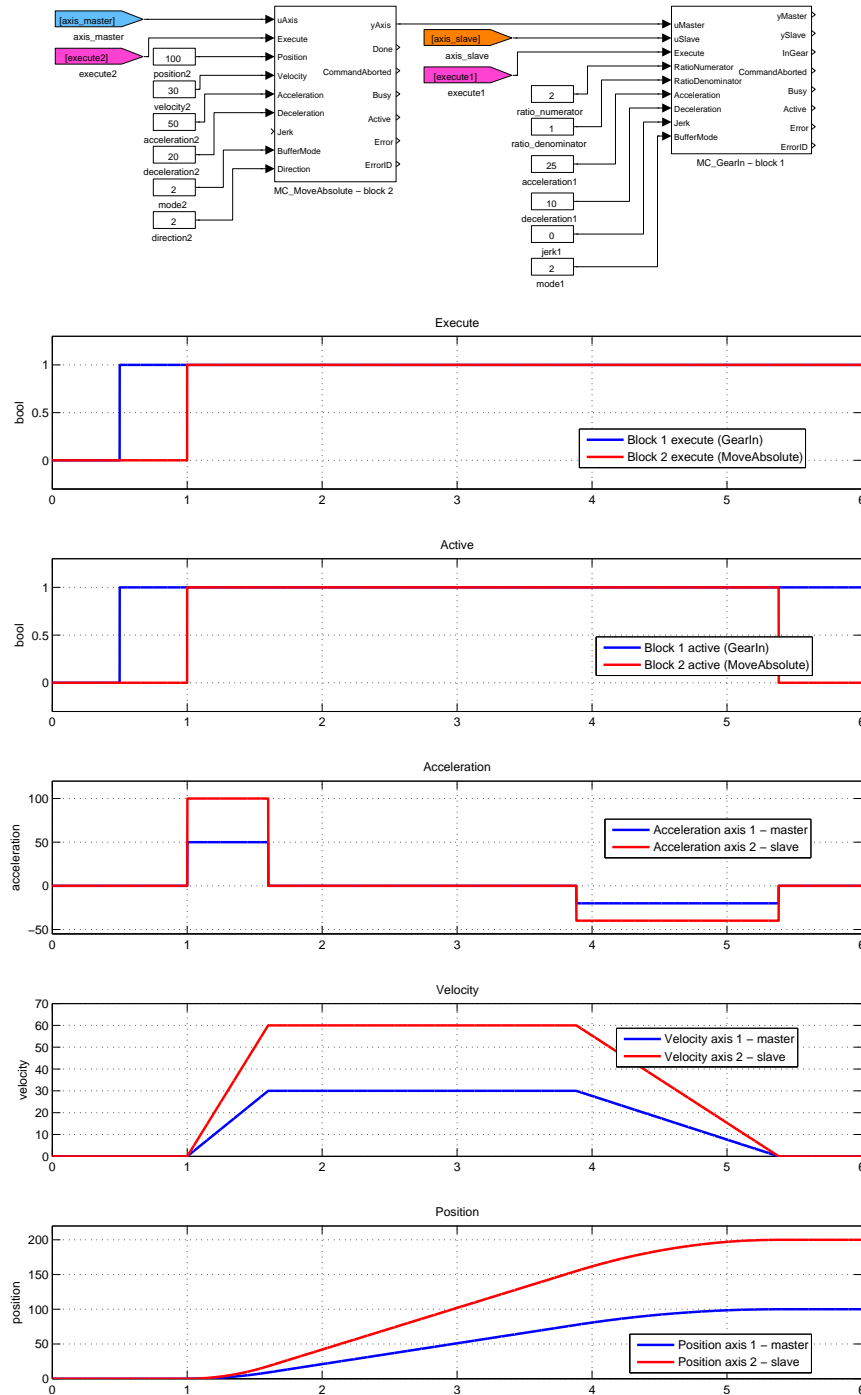 [axis_master]
axis_master
[execute2]
execute2
100
position2
30
velocity2
50
acceleration2
20
deceleration2
2
mode2
2
direction2
uAxis
Execute
Position
Velocity
Acceleration
Deceleration
Jerk
BufferMode
Direction
yAxis
Done
CommandAborted
Busy
Active
Error
ErrorID
MC_MoveAbsolute – block 2
[axis_slave]
axis_slave
[execute1]
execute1
2
ratio_numerator
1
ratio_denominator
25
acceleration1
10
deceleration1
0
jerk1
2
mode1
uMaster
uSlave
Execute
RatioNumerator
RatioDenominator
Acceleration
Deceleration
Jerk
BufferMode
yMaster
ySlave
InGear
CommandAborted
Busy
Active
Error
ErrorID
MC_GearIn – block 1
Execute
bool
1
0.5
0
Block 1 execute (GearIn)
Block 2 execute (MoveAbsolute)
0 1 2 3 4 5 6
Active
bool
1
0.5
0
Block 1 active (GearIn)
Block 2 active (MoveAbsolute)
0 1 2 3 4 5 6
Acceleration
acceleration
100
50
0
−50
Acceleration axis 1 – master
Acceleration axis 2 – slave
0 1 2 3 4 5 6
Velocity
velocity
70
60
50
40
30
20
10
0
Velocity axis 1 – master
Velocity axis 2 – slave
0 1 2 3 4 5 6
Position
position
200
150
100
50
0
Position axis 1 – master
Position axis 2 – slave
0 1 2 3 4 5 6